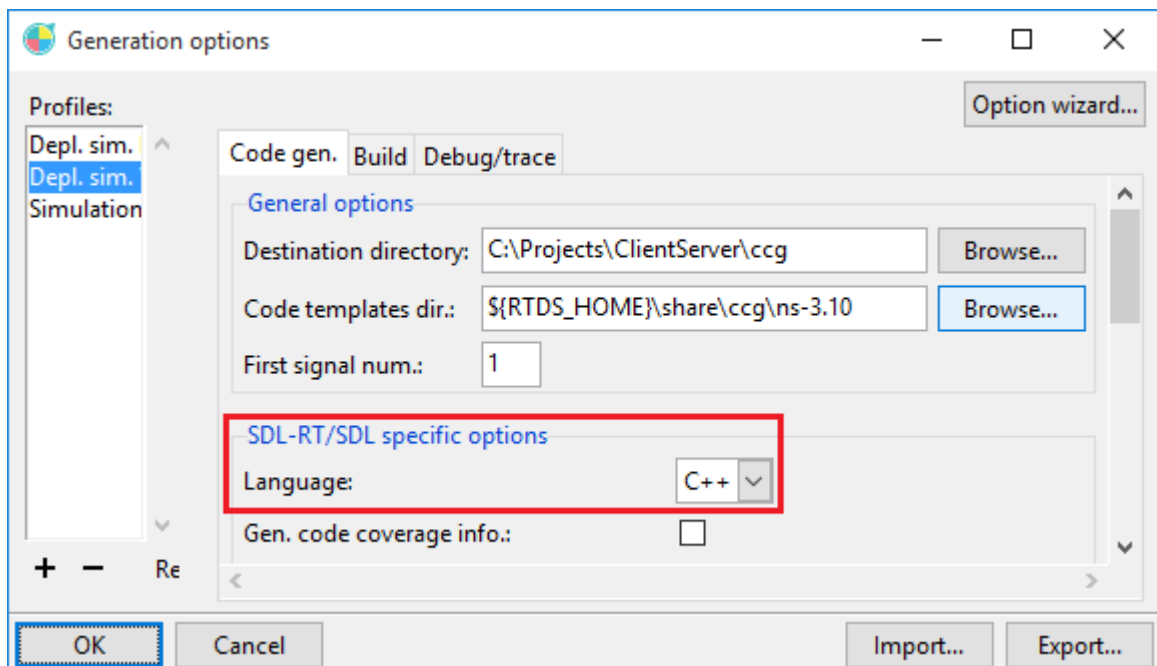 Generation options
Profiles:
Option wizard...
Depl. sim.
Depl. sim.
Simulation
Code gen. Build Debug/trace
General options
Destination directory: C:\Projects\ClientServer\ccg Browse...
Code templates dir.: ${RTDS_HOME}\share\ccg\ns-3.10 Browse...
First signal num.: 1
SDL-RT/SDL specific options
Language: C++
Gen. code coverage info.:
+ − Re
OK Cancel Import... Export...